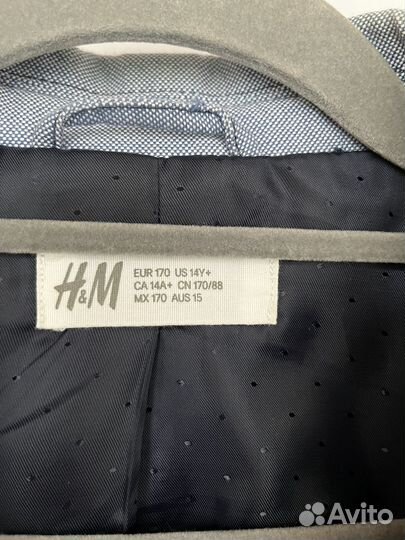 H&M
EUR 170 US 14Y+
CA 14A+ CN 170/88
MX 170 AUS 15
Avito